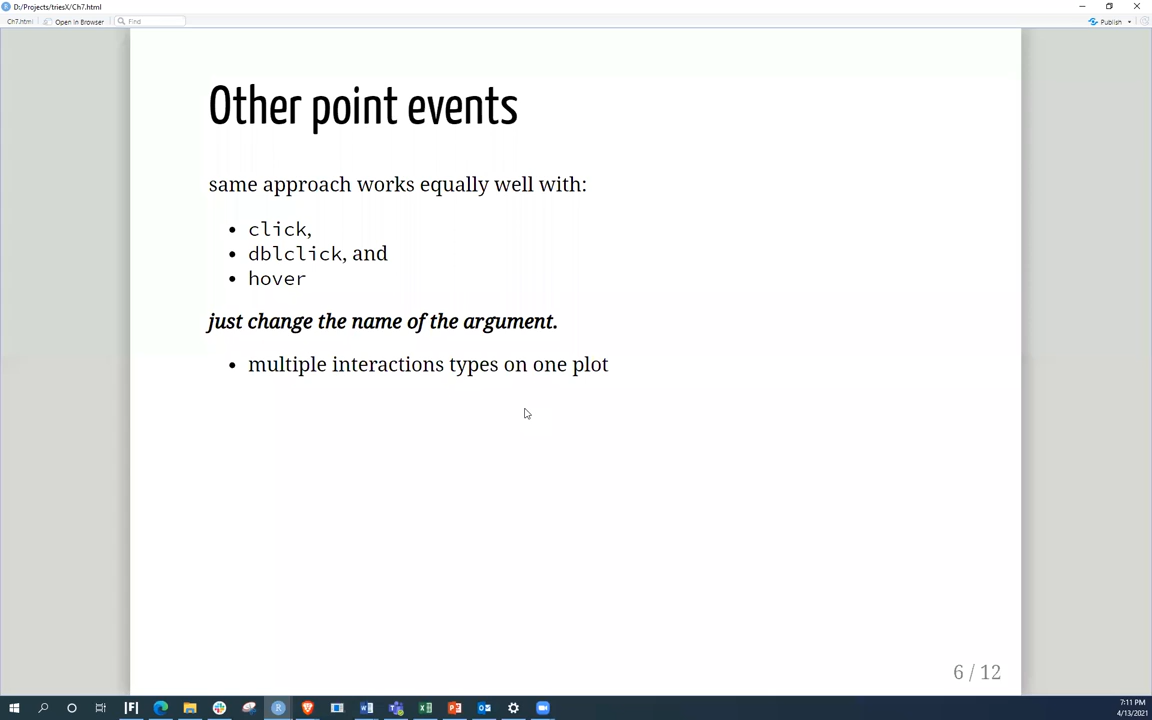 D:/Projects/triesX/Ch7.html
Ch7.html Open in Browser Find Publish
Other point events
same approach works equally well with:
• click,
• dblclick, and
• hover
just change the name of the argument.
• multiple interactions types on one plot
6 / 12
7:11 PM
4/13/2021